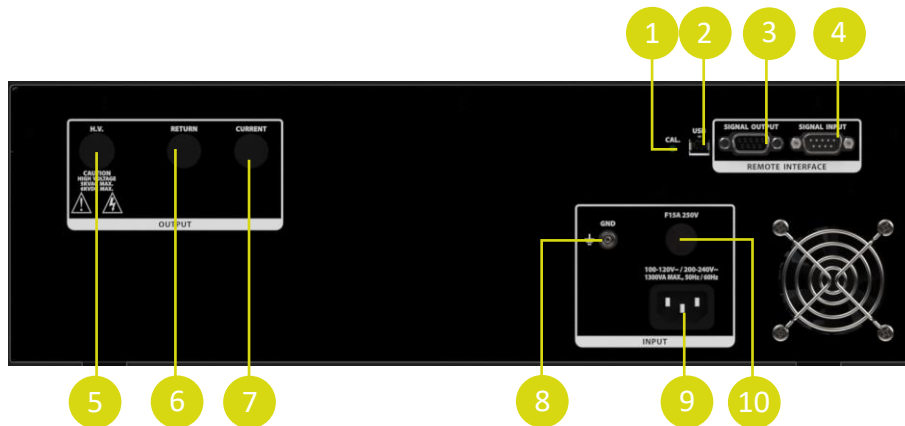 1 2 3 4
H.V. RETURN CURRENT
CAUTION
HIGH VOLTAGE
5KVAC MAX.
6KVDC MAX.
OUTPUT
CAL. USB
SIGNAL OUTPUT SIGNAL INPUT
REMOTE INTERFACE
GND
F15A 250V
100-120V~ / 200-240V~
1300VA MAX., 50Hz / 60Hz
INPUT
5 6 7 8 9 10